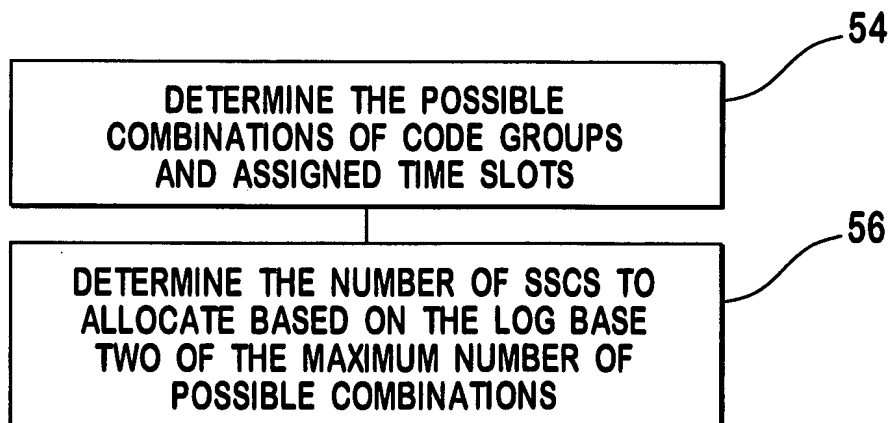 54
DETERMINE THE POSSIBLE
COMBINATIONS OF CODE GROUPS
AND ASSIGNED TIME SLOTS
56
DETERMINE THE NUMBER OF SSCS TO
ALLOCATE BASED ON THE LOG BASE
TWO OF THE MAXIMUM NUMBER OF
POSSIBLE COMBINATIONS